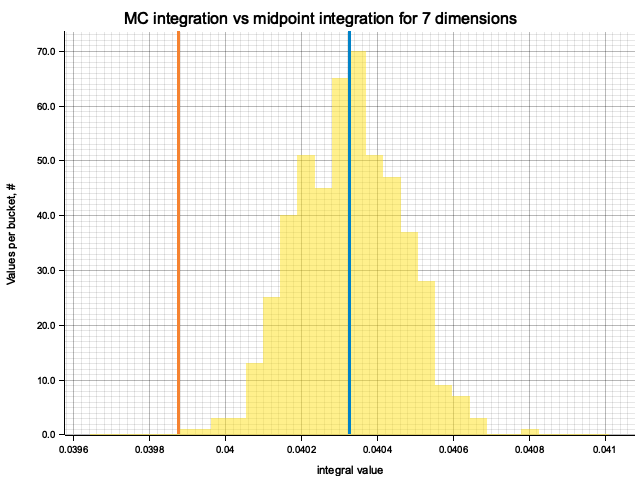 MC integration vs midpoint integration for 7 dimensions
Values per bucket, #
70.0
60.0
50.0
40.0
30.0
20.0
10.0
0.0
0.0396 0.0398 0.04 0.0402 0.0404 0.0406 0.0408 0.041
integral value